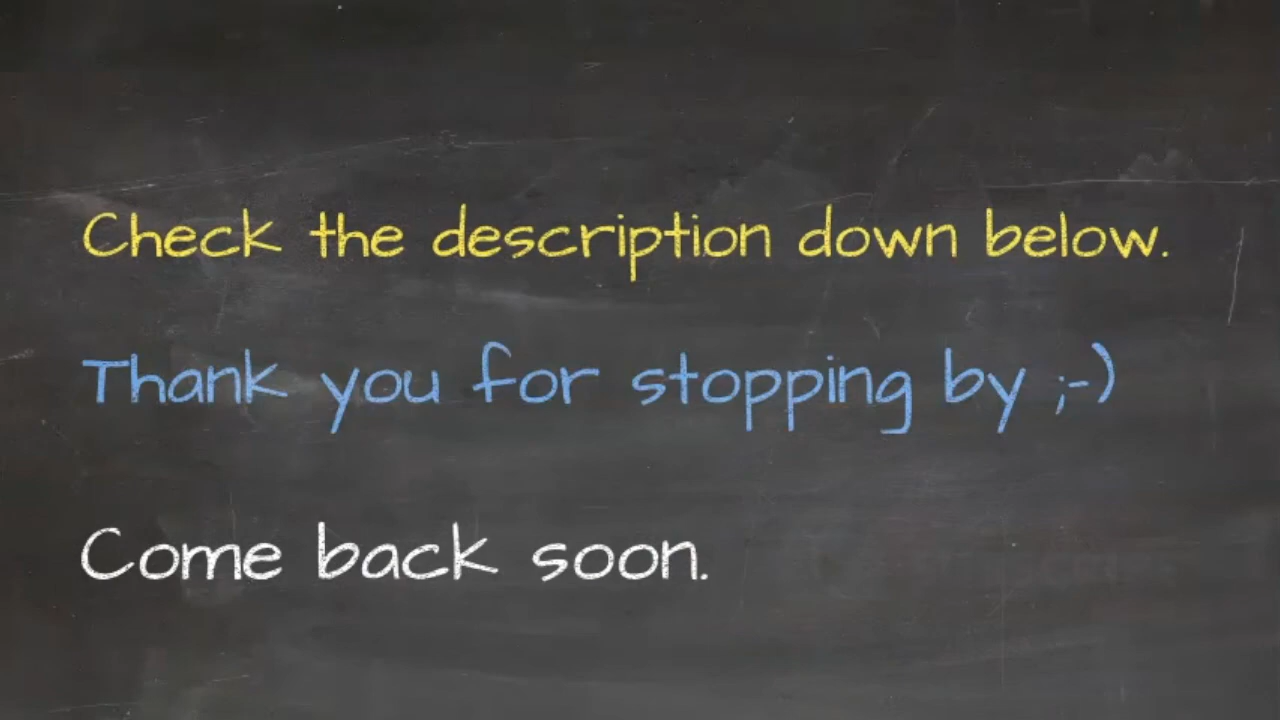 Check the description down below.
Thank you for stopping by ;-)
Come back soon.